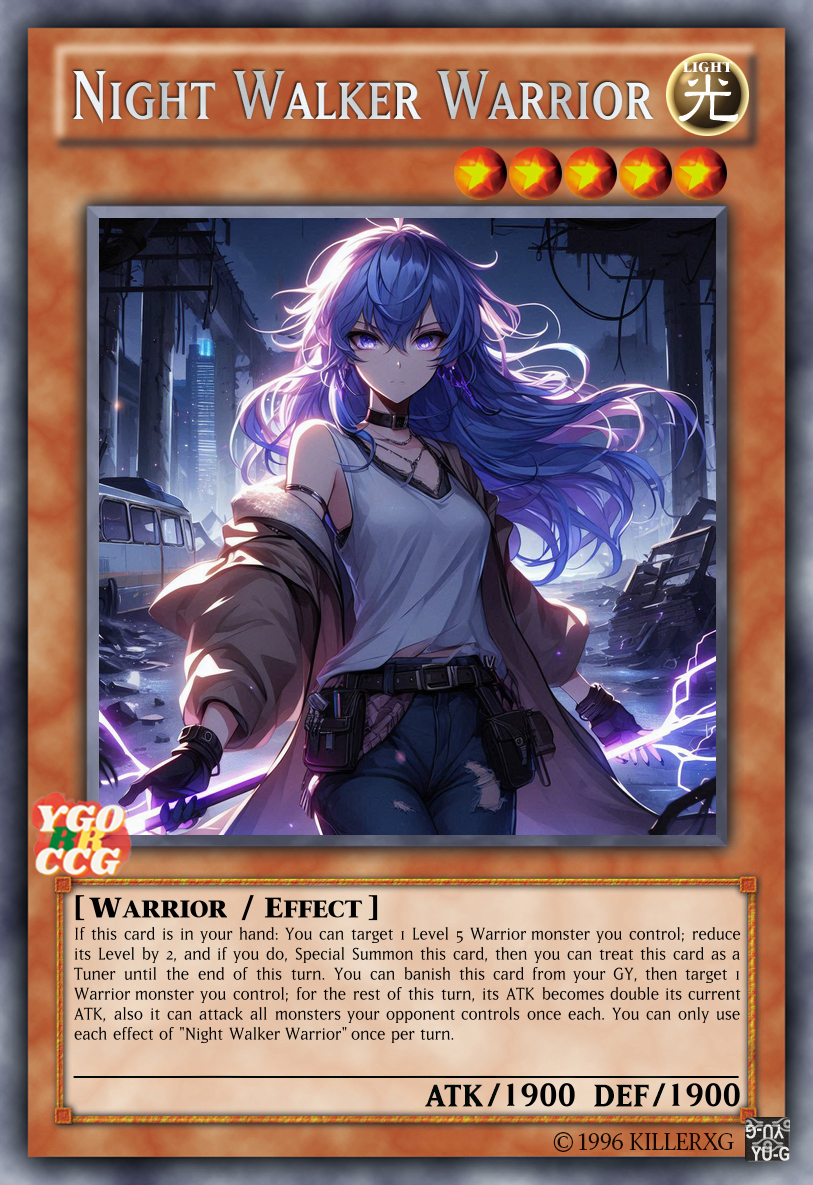 Night Walker Warrior
LIGHT
光
[ Warrior / Effect ]
If this card is in your hand: You can target 1 Level 5 Warrior monster you control; reduce
its Level by 2, and if you do, Special Summon this card, then you can treat this card as a
Tuner until the end of this turn. You can banish this card from your GY, then target 1
Warrior monster you control; for the rest of this turn, its ATK becomes double its current
ATK, also it can attack all monsters your opponent controls once each. You can only use
each effect of "Night Walker Warrior" once per turn.
ATK/1900 DEF/1900
© 1996 KILLERXG
YGO
BR
CCG
YU-G
YU-G